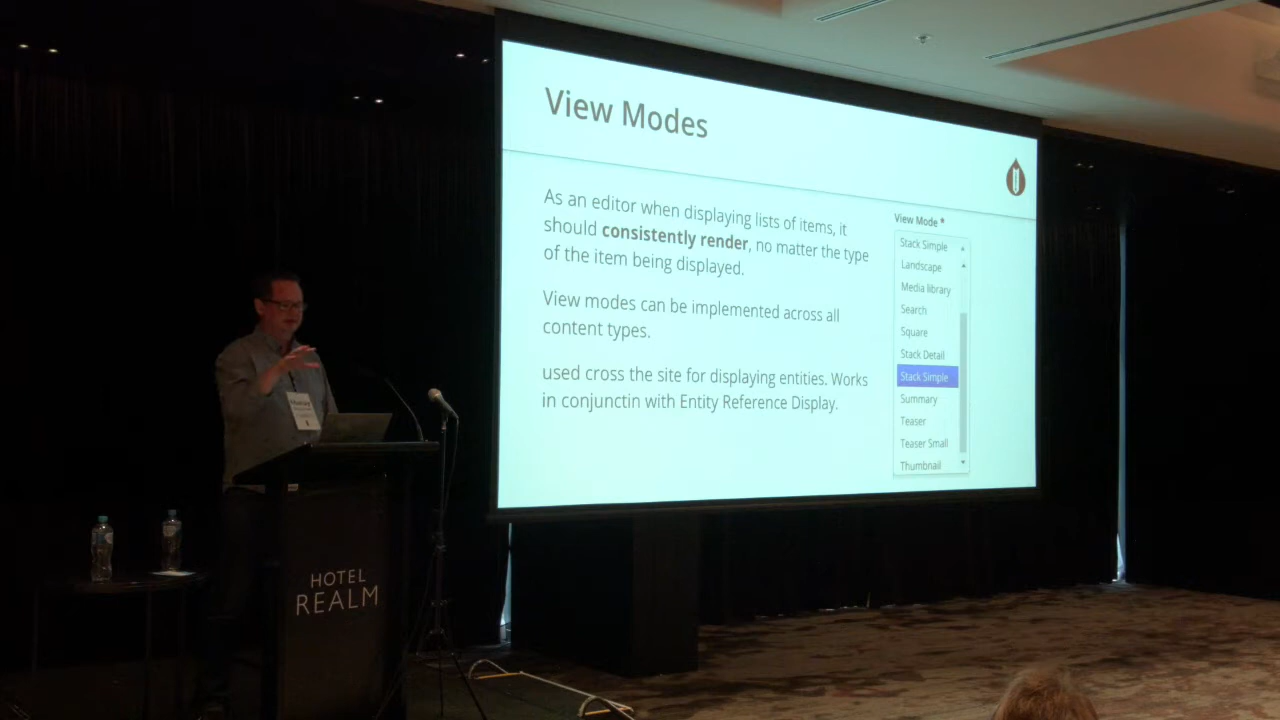 View Modes
As an editor when displaying lists of items, it
should consistently render, no matter the type
of the item being displayed.
View modes can be implemented across all
content types.
used cross the site for displaying entities. Works
in conjunctin with Entity Reference Display.
View Mode *
Stack Simple
Landscape
Media library
Search
Square
Stack Detail
Stack Simple
Summary
Teaser
Teaser Small
Thumbnail
HOTEL
REALM